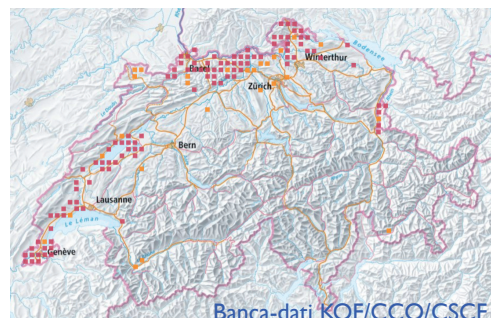 Bodensee
Basel
Winterthur
Zürich
Bern
Lausanne
Le Léman
Genève
Banca-dati KOF/CCO/CSCF